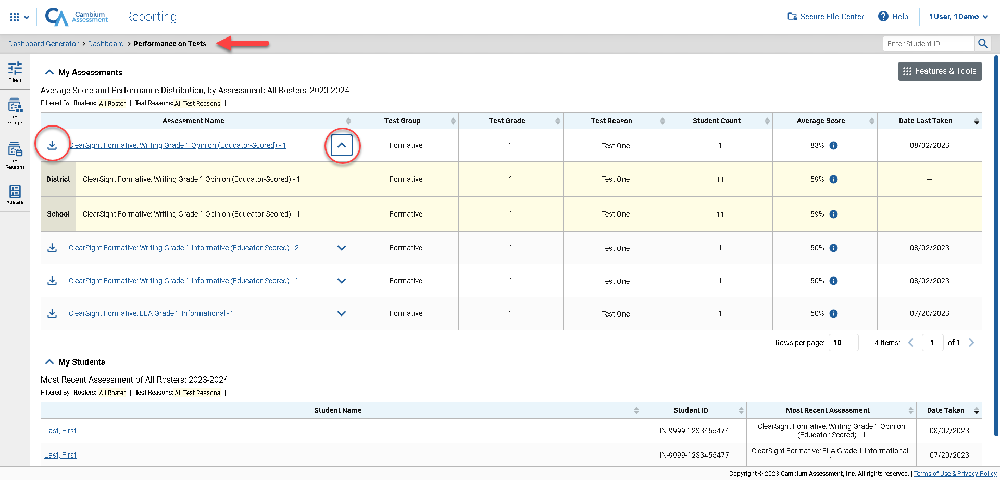 CA Cambium Assessment Reporting Secure File Center ? Help 1User, 1Demo
Dashboard Generator > Dashboard > Performance on Tests Enter Student ID
Filters
Test Groups
Test Reasons
Rosters
My Assessments Features & Tools
Average Score and Performance Distribution, by Assessment: All Rosters, 2023-2024
Filtered By Rosters: All Roster | Test Reasons: All Test Reasons |
Assessment Name Test Group Test Grade Test Reason Student Count Average Score Date Last Taken
ClearSight Formative: Writing Grade 1 Opinion (Educator-Scored) - 1 Formative 1 Test One 1 83% i 08/02/2023
District ClearSight Formative: Writing Grade 1 Opinion (Educator-Scored) - 1 Formative 1 Test One 11 59% i —
School ClearSight Formative: Writing Grade 1 Opinion (Educator-Scored) - 1 Formative 1 Test One 11 59% i —
ClearSight Formative: Writing Grade 1 Informative (Educator-Scored) - 2 Formative 1 Test One 1 50% i 08/02/2023
ClearSight Formative: Writing Grade 1 Informative (Educator-Scored) - 1 Formative 1 Test One 1 50% i 08/02/2023
ClearSight Formative: ELA Grade 1 Informational - 1 Formative 1 Test One 1 50% i 07/20/2023
Rows per page: 10 4 Items: 1 of 1
My Students
Most Recent Assessment of All Rosters: 2023-2024
Filtered By Rosters: All Roster | Test Reasons: All Test Reasons |
Student Name Student ID Most Recent Assessment Date Taken
Last, First IN-9999-1233455474 ClearSight Formative: Writing Grade 1 Opinion (Educator-Scored) - 1 08/02/2023
Last, First IN-9999-1233455477 ClearSight Formative: ELA Grade 1 Informational - 1 07/20/2023
Copyright © 2023 Cambium Assessment, Inc. All rights reserved. | Terms of Use & Privacy Policy